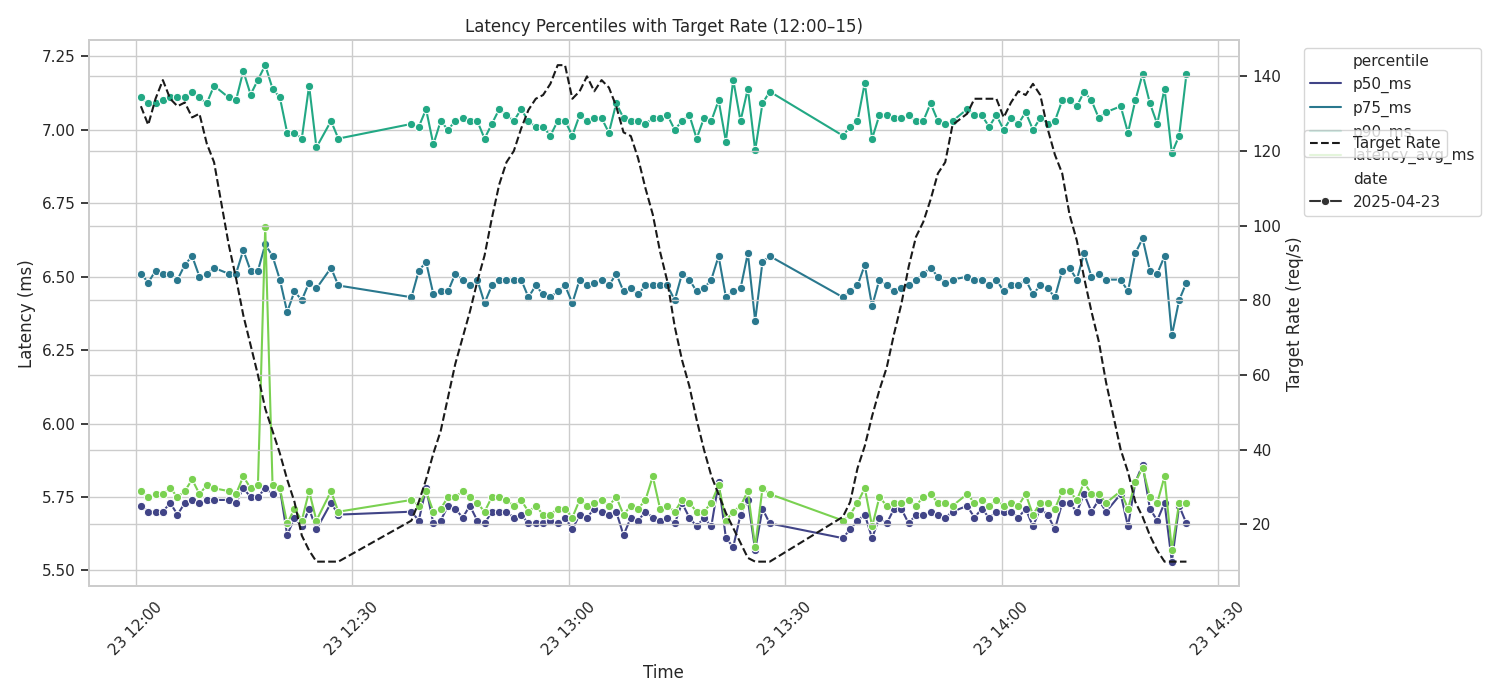 Latency Percentiles with Target Rate (12:00–15)
7.25
7.00
6.75
6.50
6.25
6.00
5.75
5.50
Latency (ms)
140
120
100
80
60
40
20
Target Rate (req/s)
percentile
p50_ms
p75_ms
p90_ms
Target Rate
latency_avg_ms
date
2025-04-23
23 12:00
23 12:30
23 13:00
23 13:30
23 14:00
23 14:30
Time